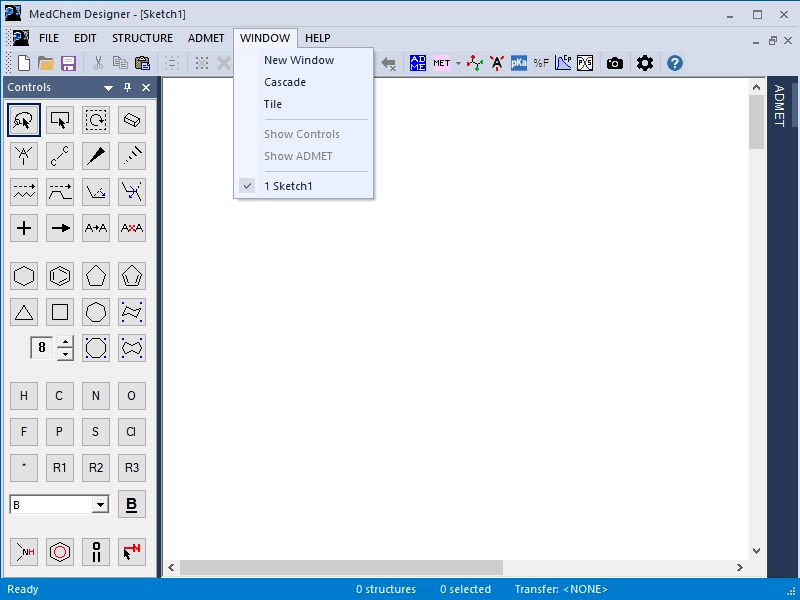 MedChem Designer - [Sketch1]
FILE EDIT STRUCTURE ADMET WINDOW HELP
AD ME MET pKa %F Cp
New Window
Cascade
Tile
Show Controls
Show ADMET
1 Sketch1
Controls
A→A AxA
8
H C N O
F P S Cl
* R1 R2 R3
B B
NH N
ADMET
Ready 0 structures 0 selected Transfer: <NONE>